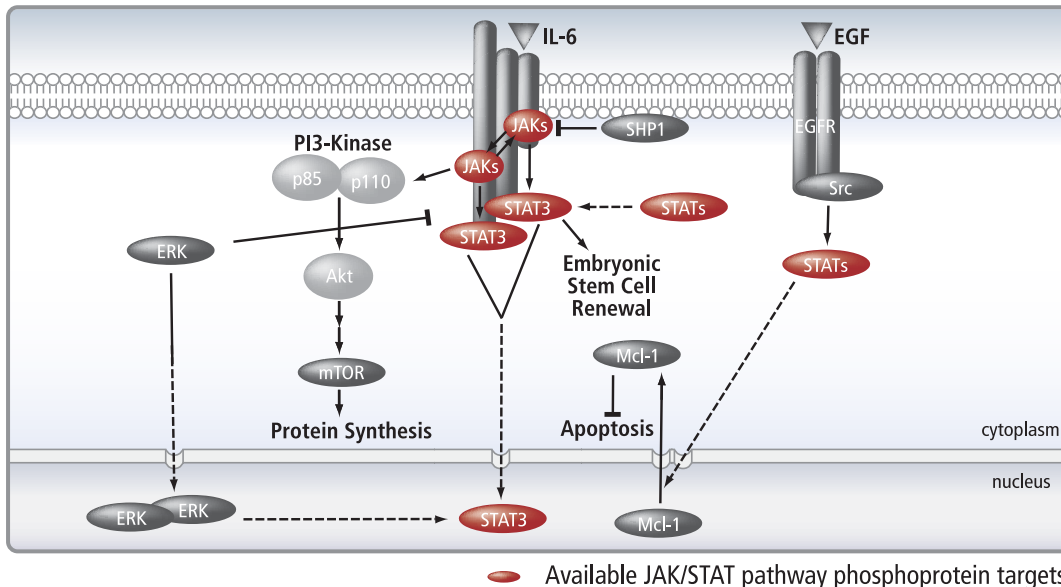 IL-6
EGF
JAKs
SHP1
EGFR
PI3-Kinase
p85
p110
JAKs
Src
STAT3
STATs
STAT3
ERK
STATs
Akt
Embryonic
Stem Cell
Renewal
Mcl-1
mTOR
Protein Synthesis
Apoptosis
cytoplasm
nucleus
ERK
ERK
STAT3
Mcl-1
Available JAK/STAT pathway phosphoprotein targets